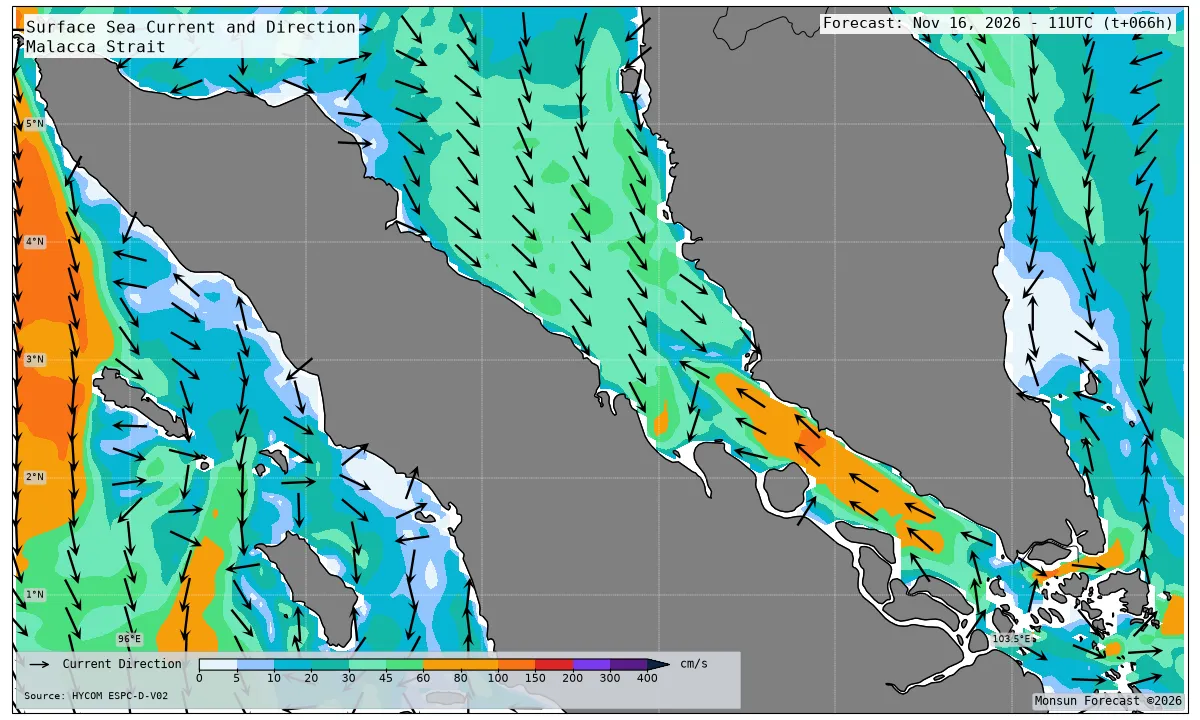 Surface Sea Current and Direction
Malacca Strait
Forecast: Nov 16, 2026 - 11UTC (t+066h)
5°N
4°N
3°N
2°N
1°N
96°E
103.5°E
Current Direction
0 5 10 20 30 45 60 80 100 150 200 300 400
cm/s
Source: HYCOM ESPC-D-V02
Monsun Forecast ©2026